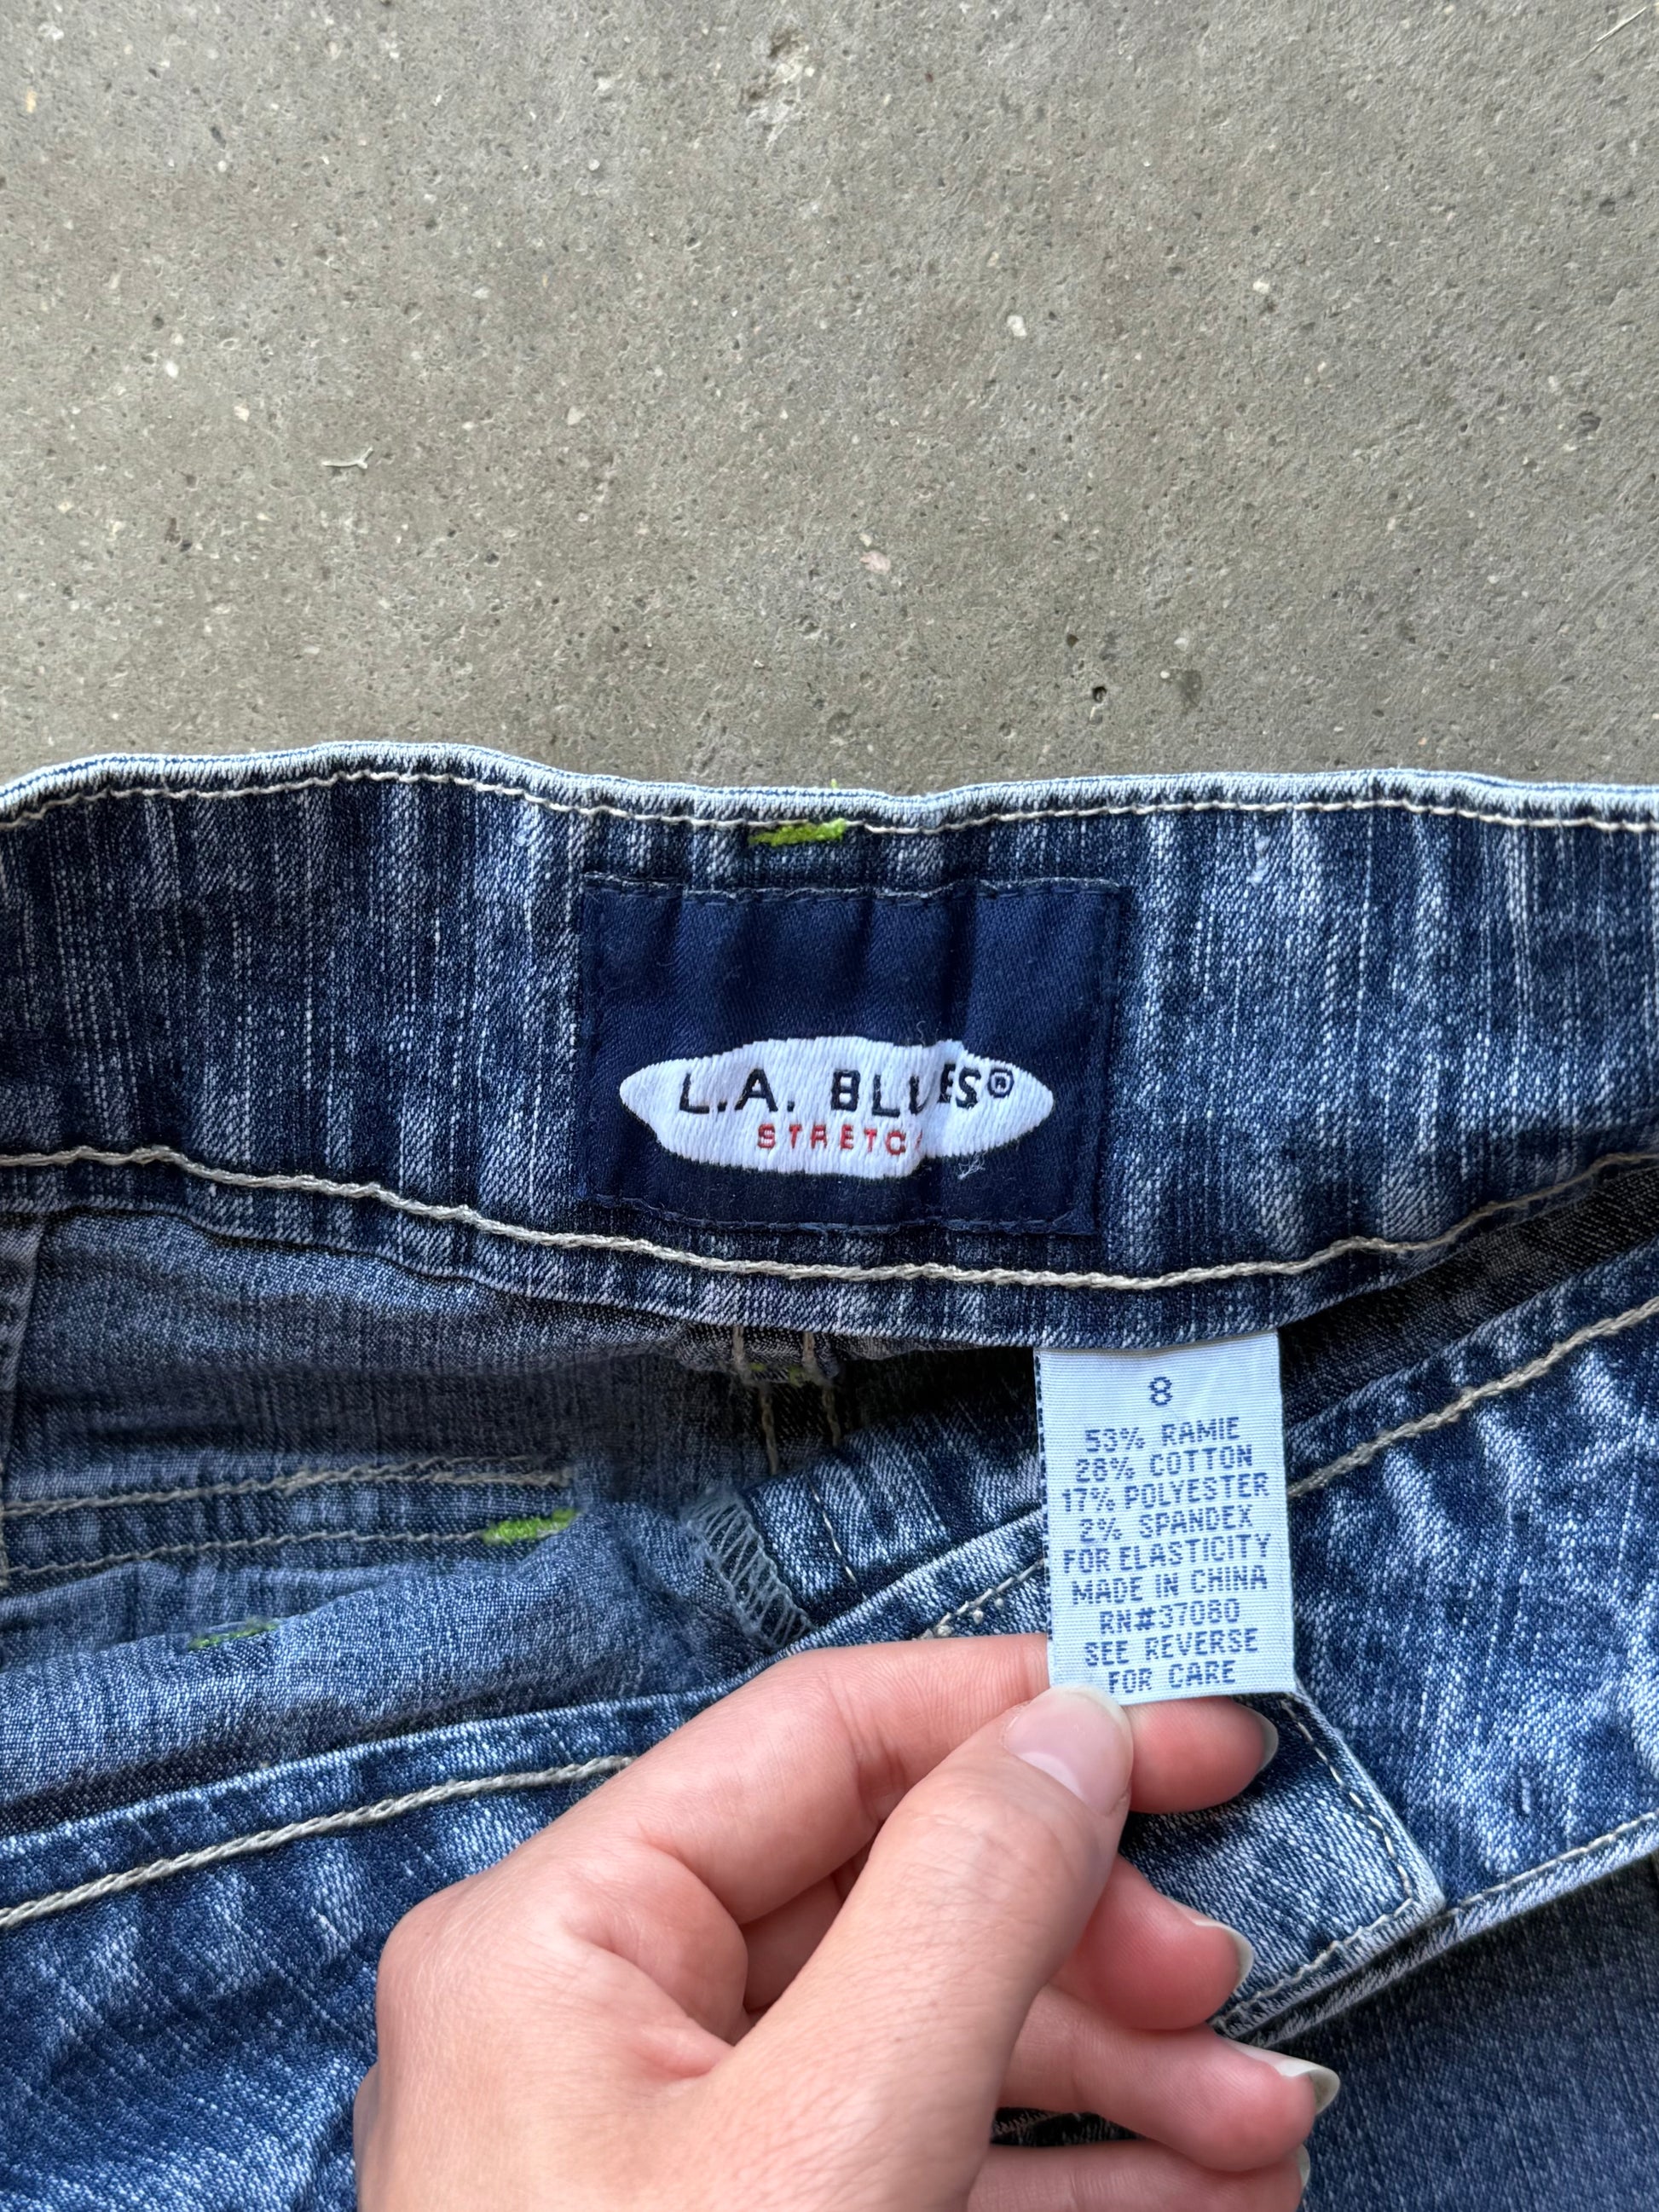 L.A. BLUES®
STRETCH
8
53% RAMIE
28% COTTON
17% POLYESTER
2% SPANDEX
FOR ELASTICITY
MADE IN CHINA
RN#37080
SEE REVERSE
FOR CARE